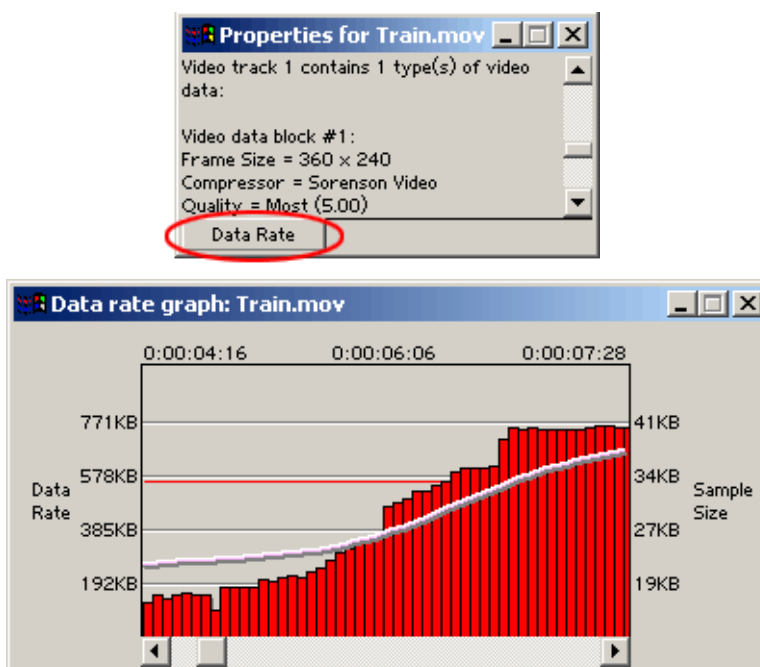 Properties for Train.mov
Video track 1 contains 1 type(s) of video
data:
Video data block #1:
Frame Size = 360 x 240
Compressor = Sorenson Video
Quality = Most (5.00)
Data Rate
Data rate graph: Train.mov
0:00:04:16 0:00:06:06 0:00:07:28
771KB 41KB
578KB 34KB
Data Rate
Sample Size
385KB 27KB
192KB 19KB